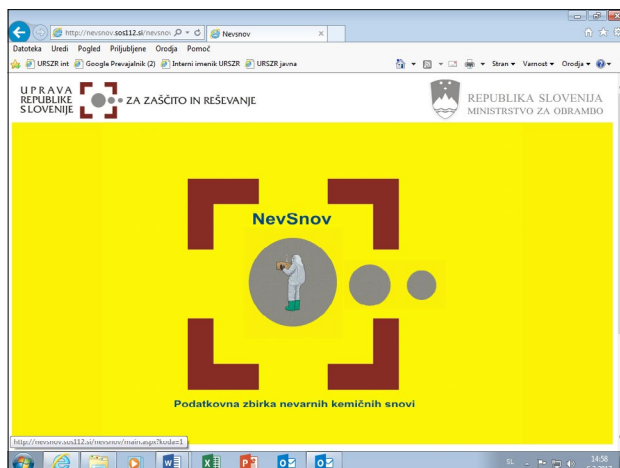 http://nevsnov.sos112.si/nevsnov
Nevsnov
Datoteka Uredi Pogled Priljubljene Orodja Pomoč
URSZR int Google Prevajalnik (2) Interni imenik URSZR URSZR javna
Stran Varnost Orodja
UPRAVA
REPUBLIKE
SLOVENIJE
ZA ZAŠČITO IN REŠEVANJE
REPUBLIKA SLOVENIJA
MINISTRSTVO ZA OBRAMBO
NevSnov
Podatkovna zbirka nevarnih kemičnih snovi
http://nevsnov.sos112.si/nevsnov/main.aspx?koda=1
SL
14:58